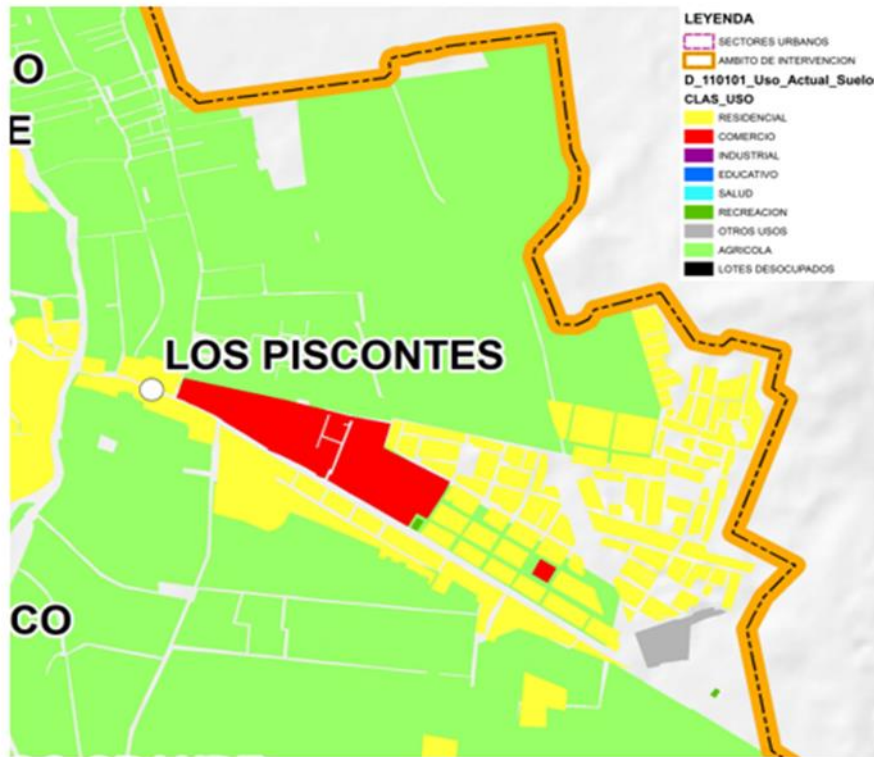 LEYENDA
SECTORES URBANOS
AMBITO DE INTERVENCION
D_110101_Uso_Actual_Suelo
CLAS_USO
RESIDENCIAL
COMERCIO
INDUSTRIAL
EDUCATIVO
SALUD
RECREACION
OTROS USOS
AGRICOLA
LOTES DESOCUPADOS
O
E
LOS PISCONTES
CO